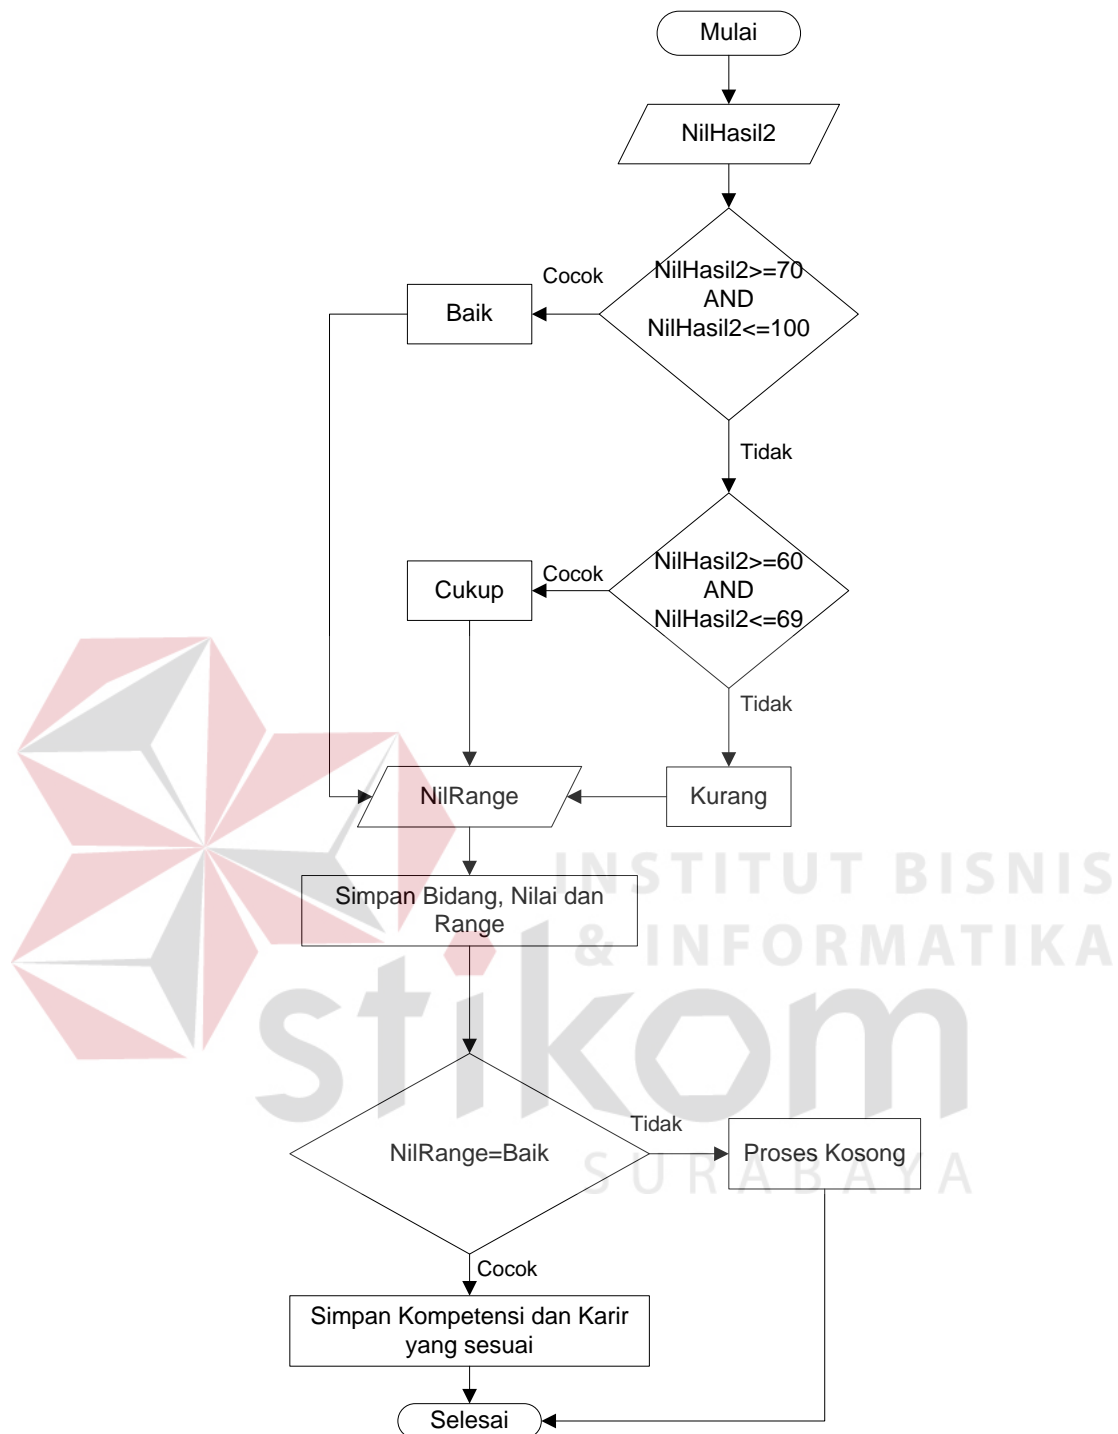 Mulai
NilHasil2
NilHasil2>=70
AND
NilHasil2<=100
Cocok
Baik
Tidak
NilHasil2>=60
AND
NilHasil2<=69
Cocok
Cukup
Tidak
Kurang
NilRange
Simpan Bidang, Nilai dan
Range
INSTITUT BISNIS
& INFORMATIKA
stikom
SURABAYA
NilRange=Baik
Tidak
Proses Kosong
Cocok
Simpan Kompetensi dan Karir
yang sesuai
Selesai